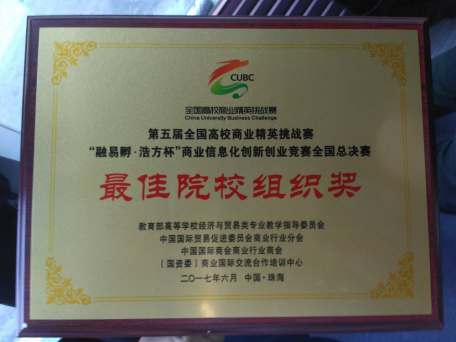 CUBC
全国高校商业精英挑战赛
China University Business Challenge
第五届全国高校商业精英挑战赛
“融易孵·浩方杯”商业信息化创新创业竞赛全国总决赛
最佳院校组织奖
教育部高等学校经济与贸易类专业教学指导委员会
中国国际贸易促进委员会商业行业分会
中国国际商会商业行业商会
（国资委）商业国际交流合作培训中心
二〇一七年六月 中国·珠海